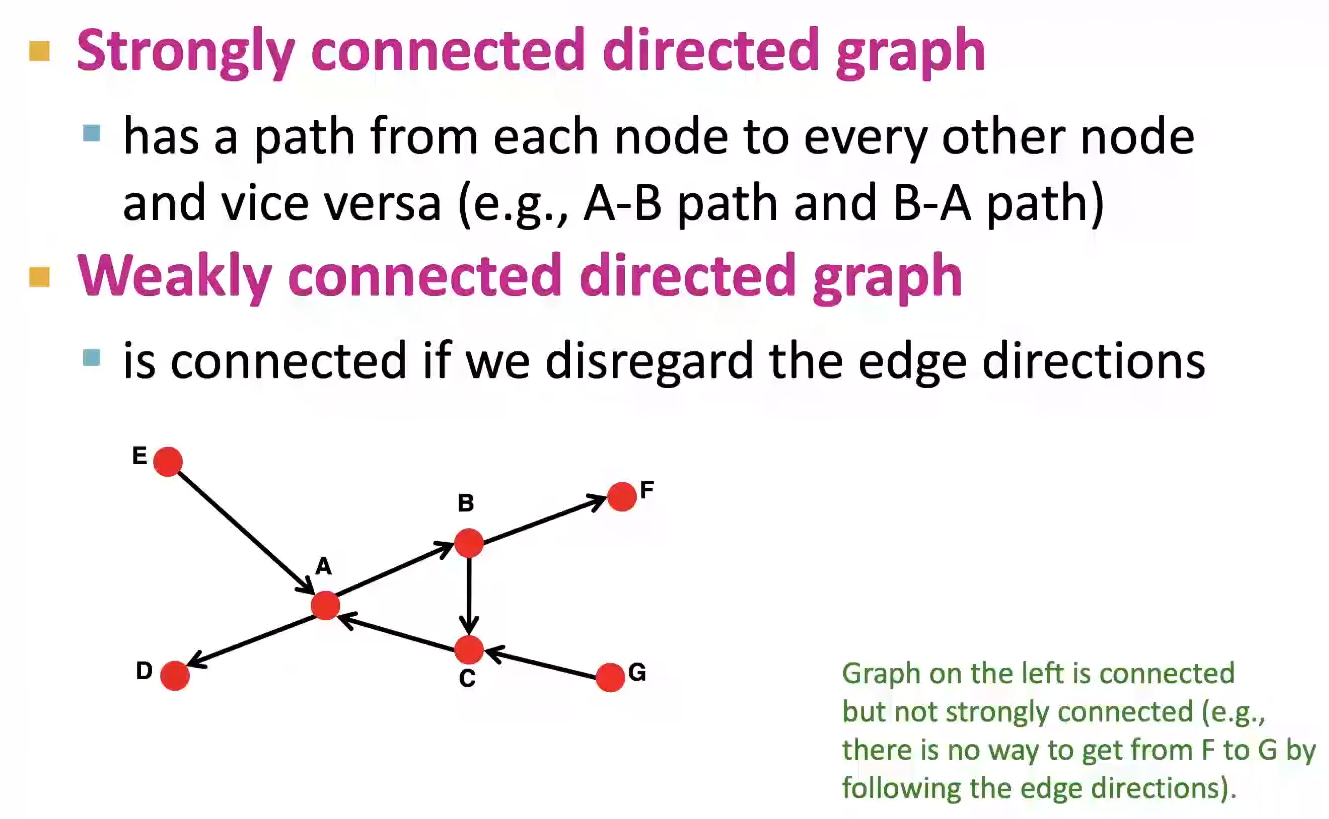 Strongly connected directed graph
has a path from each node to every other node
and vice versa (e.g., A-B path and B-A path)
Weakly connected directed graph
is connected if we disregard the edge directions
E
B
F
A
D
C
G
Graph on the left is connected
but not strongly connected (e.g.,
there is no way to get from F to G by
following the edge directions).